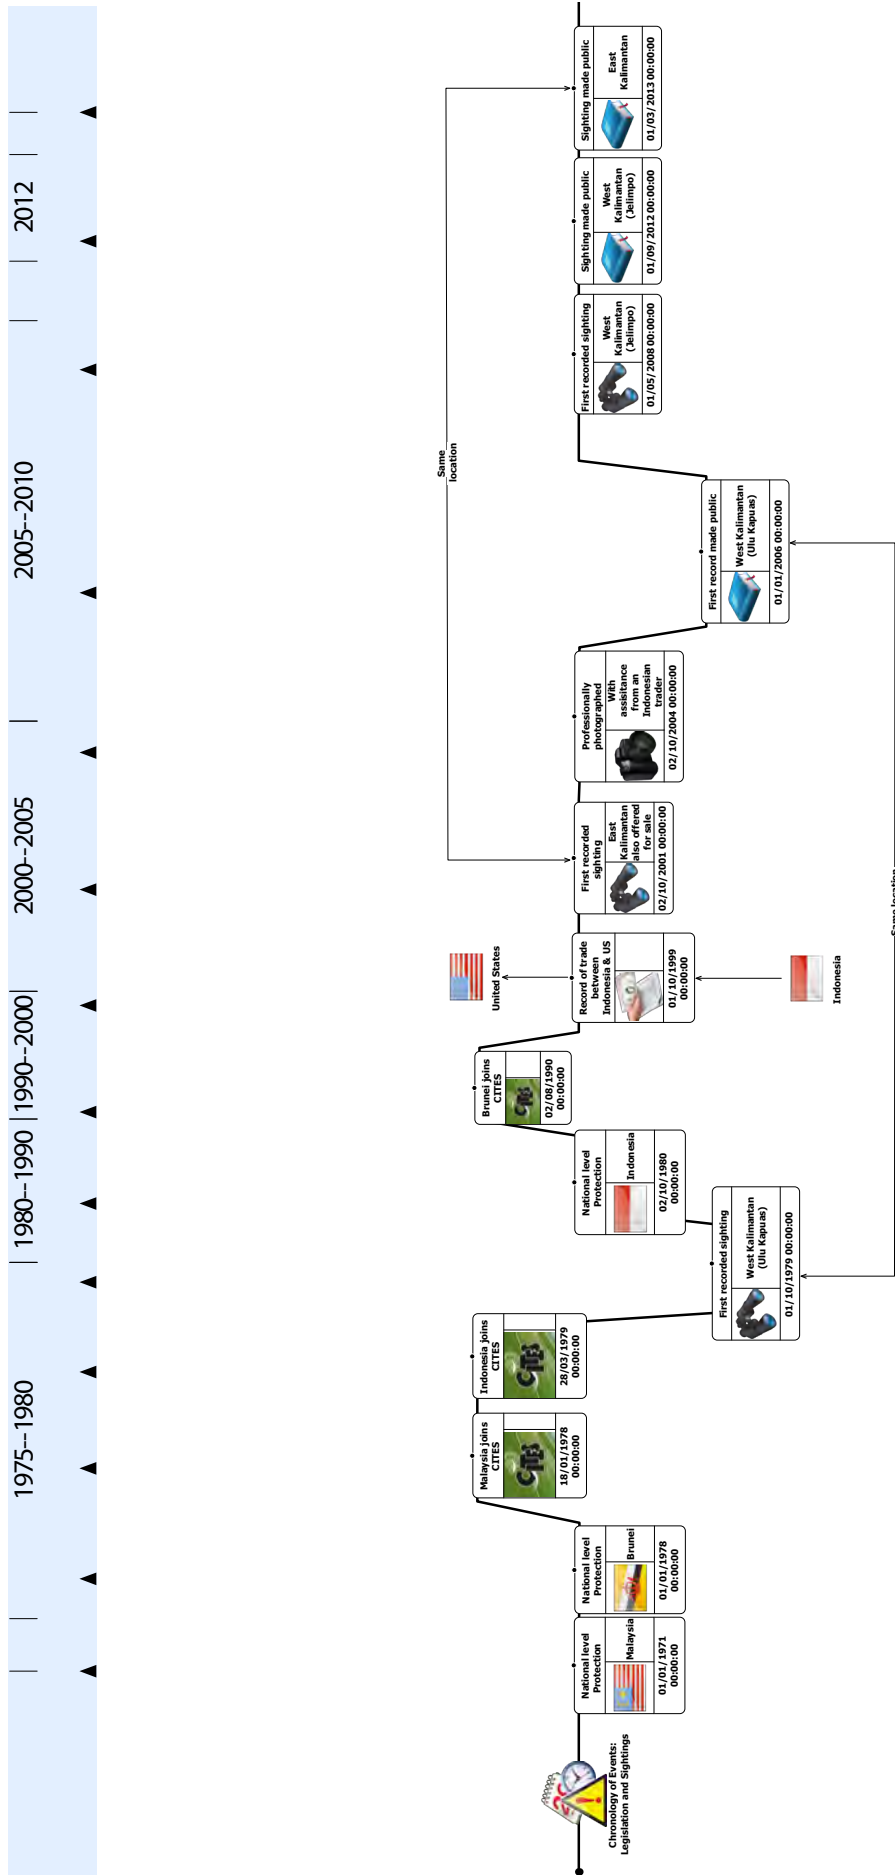 1975--1980
1980--1990
1990--2000
2000--2005
2005--2010
2012
Chronology of Events:
Legislation and Sightings
National level
Protection
Malaysia
01/01/1971
00:00:00
National level
Protection
Brunei
01/01/1978
00:00:00
Malaysia joins
CITES
CITES
18/01/1978
00:00:00
Indonesia joins
CITES
CITES
28/03/1979
00:00:00
First recorded sighting
West Kalimantan
(Ulu Kapuas)
01/10/1979 00:00:00
National level
Protection
Indonesia
02/10/1980
00:00:00
Brunei joins
CITES
CITES
02/08/1990
00:00:00
United States
Record of trade
between
Indonesia & US
01/10/1999
00:00:00
Indonesia
First recorded
sighting
East
Kalimantan
also offered
for sale
02/10/2001 00:00:00
Professionally
photographed
With
assisitance
from an
Indonesian
trader
02/10/2004 00:00:00
First record made public
West Kalimantan
(Ulu Kapuas)
01/01/2006 00:00:00
Same location
Same
location
First recorded sighting
West
Kalimantan
(Jelimpo)
01/05/2008 00:00:00
Sighting made public
West
Kalimantan
(Jelimpo)
01/09/2012 00:00:00
Sighting made public
East
Kalimantan
01/03/2013 00:00:00